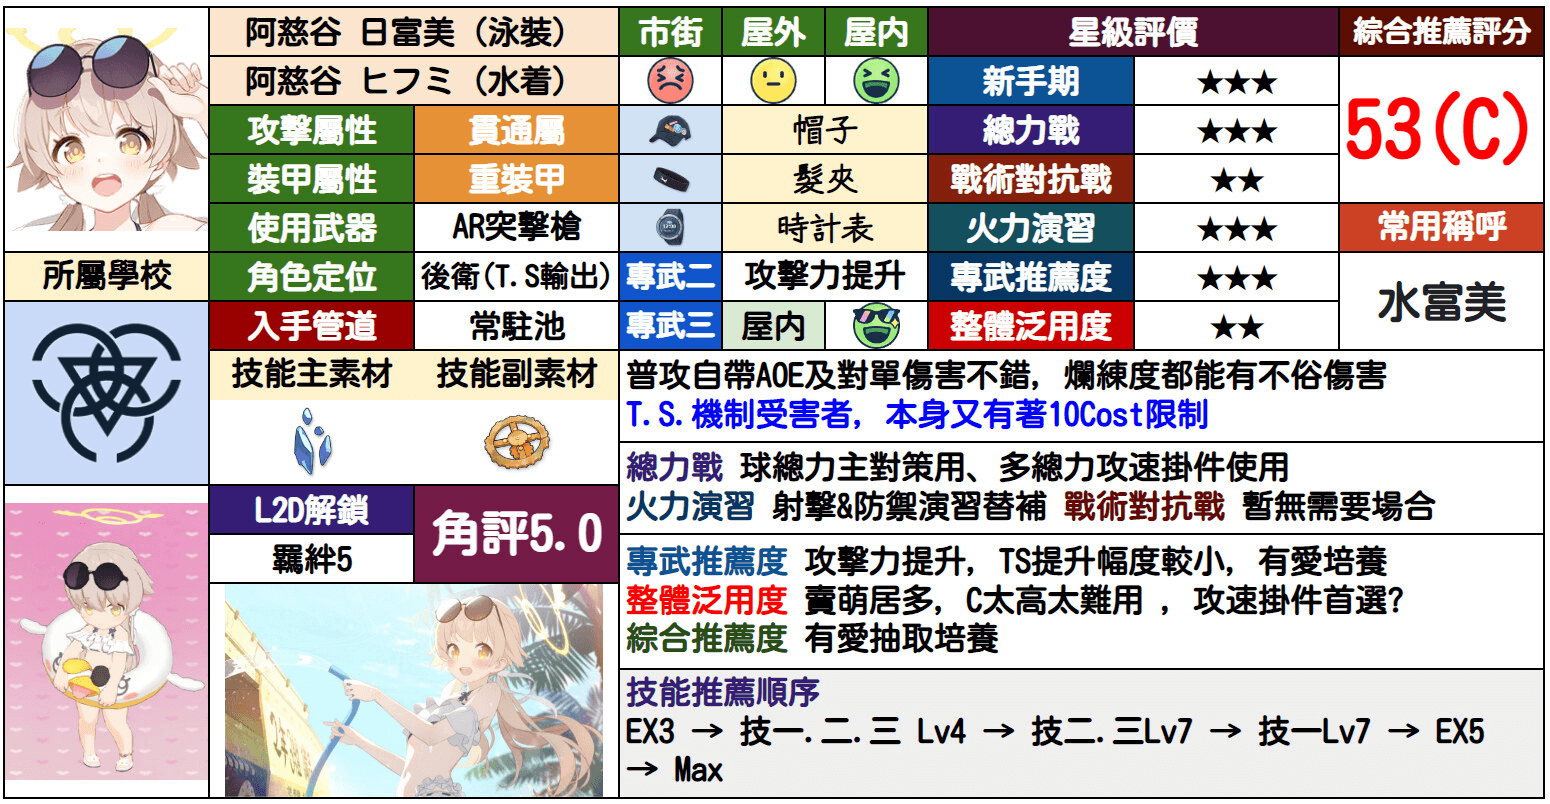 阿慈谷 日富美 (泳裝)
阿慈谷 ヒフミ (水着)
攻擊屬性 貫通屬
裝甲屬性 重裝甲
使用武器 AR突擊槍
角色定位 後衛(T.S輸出)
入手管道 常駐池
市街 屋外 屋内
帽子
髮夾
時計表
專武二 攻擊力提升
專武三 屋内
星級評價
新手期 ★★★
總力戰 ★★★
戰術對抗戰 ★★
火力演習 ★★★
專武推薦度 ★★★
整體泛用度 ★★
綜合推薦評分
53(C)
常用稱呼
水富美
所屬學校
技能主素材 技能副素材
L2D解鎖
羈絆5
角評5.0
普攻自帶AOE及對單傷害不錯, 爛練度都能有不俗傷害
T.S.機制受害者, 本身又有著10Cost限制
總力戰 球總力主對策用、多總力攻速掛件使用
火力演習 射擊&防禦演習替補 戰術對抗戰 暫無需要場合
專武推薦度 攻擊力提升, TS提升幅度較小, 有愛培養
整體泛用度 賣萌居多, C太高太難用 , 攻速掛件首選?
綜合推薦度 有愛抽取培養
技能推薦順序
EX3 → 技一.二.三 Lv4 → 技二.三Lv7 → 技一Lv7 → EX5
→ Max